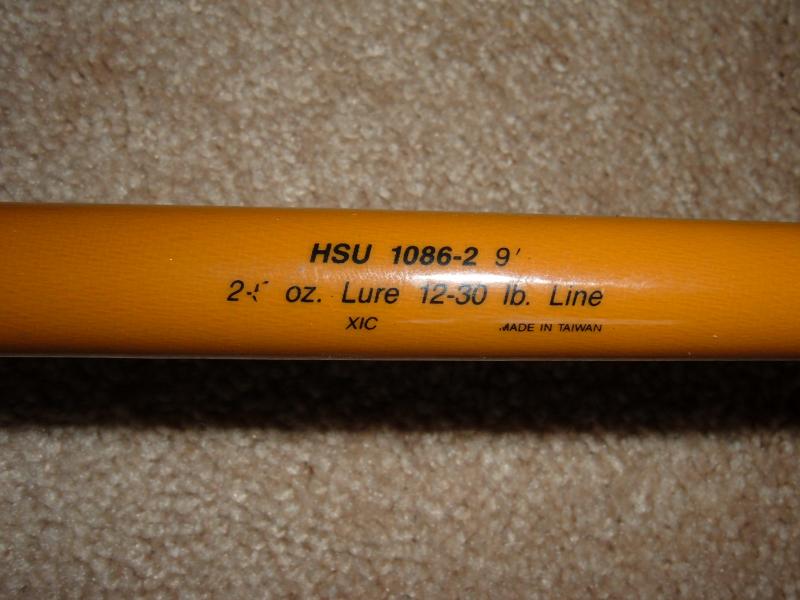 HSU 1086-2 9'
oz. Lure 12-30 lb. Line
XIC
MADE IN TAIWAN